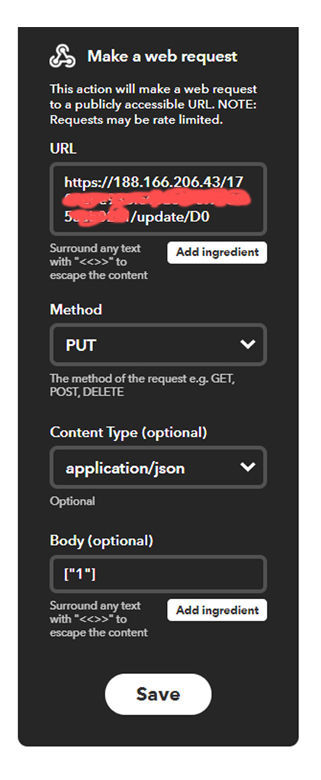 Make a web request
This action will make a web request
to a publicly accessible URL. NOTE:
Requests may be rate limited.
URL
https://188.166.206.43/17
/update/D0
Surround any text
with "<<>>" to
escape the content
Add ingredient
Method
PUT
The method of the request e.g. GET,
POST, DELETE
Content Type (optional)
application/json
Optional
Body (optional)
["1"]
Surround any text
with "<<>>" to
escape the content
Add ingredient
Save